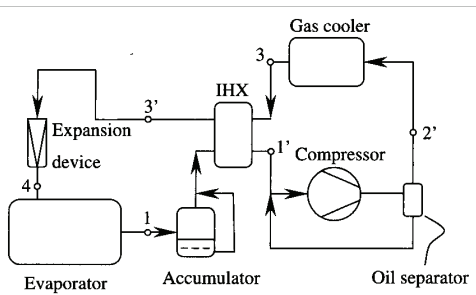 Gas cooler
3
IHX
3’
Expansion
device
1’
Compressor
2’
4
1
Evaporator
Accumulator
Oil separator